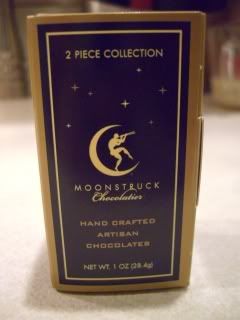 2 PIECE COLLECTION
MOONSTRUCK
Chocolatier
HAND CRAFTED
ARTISAN
CHOCOLATES
NET WT. 1 OZ (28.4g)